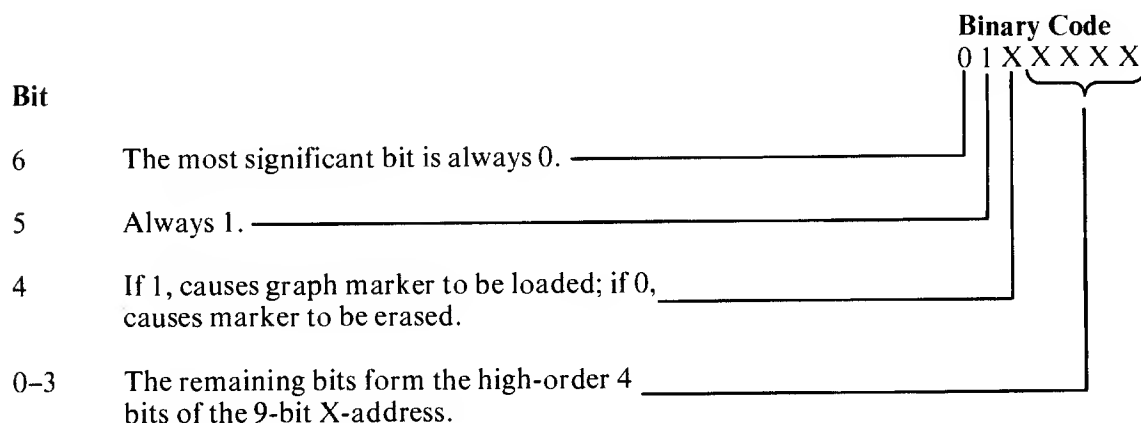 Binary Code
0 1 X X X X X
Bit
6 The most significant bit is always 0.
5 Always 1.
4 If 1, causes graph marker to be loaded; if 0,
causes marker to be erased.
0–3 The remaining bits form the high-order 4
bits of the 9-bit X-address.